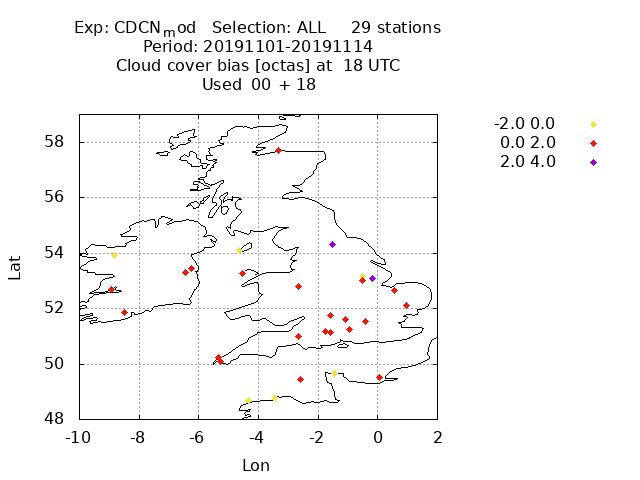 Exp: CDCNmod   Selection: ALL     29 stations
Period: 20191101-20191114
Cloud cover bias [octas] at  18 UTC
Used  00  + 18
-2.0 0.0
0.0 2.0
2.0 4.0
58
56
54
52
50
48
Lat
-10 -8 -6 -4 -2 0 2
Lon